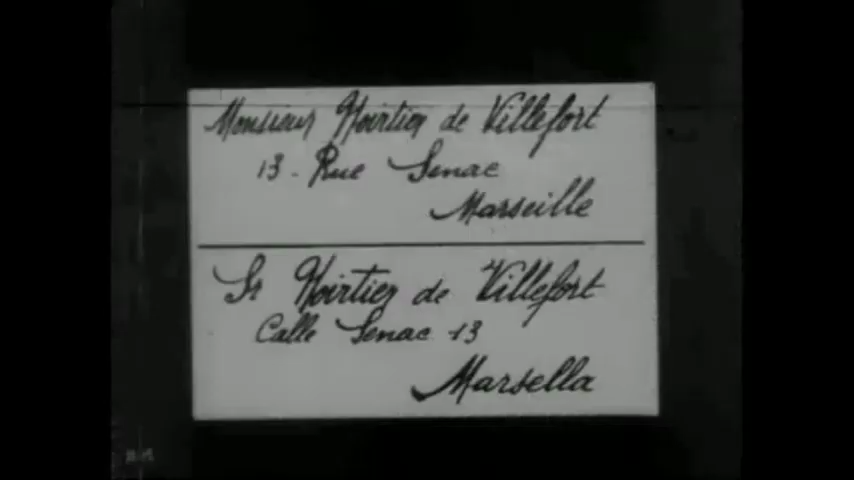 Monsieur Noirtier de Villefort
13 - Rue Senac
Marseille
Sr Noirtier de Villefort
Calle Senac 13
Marsella